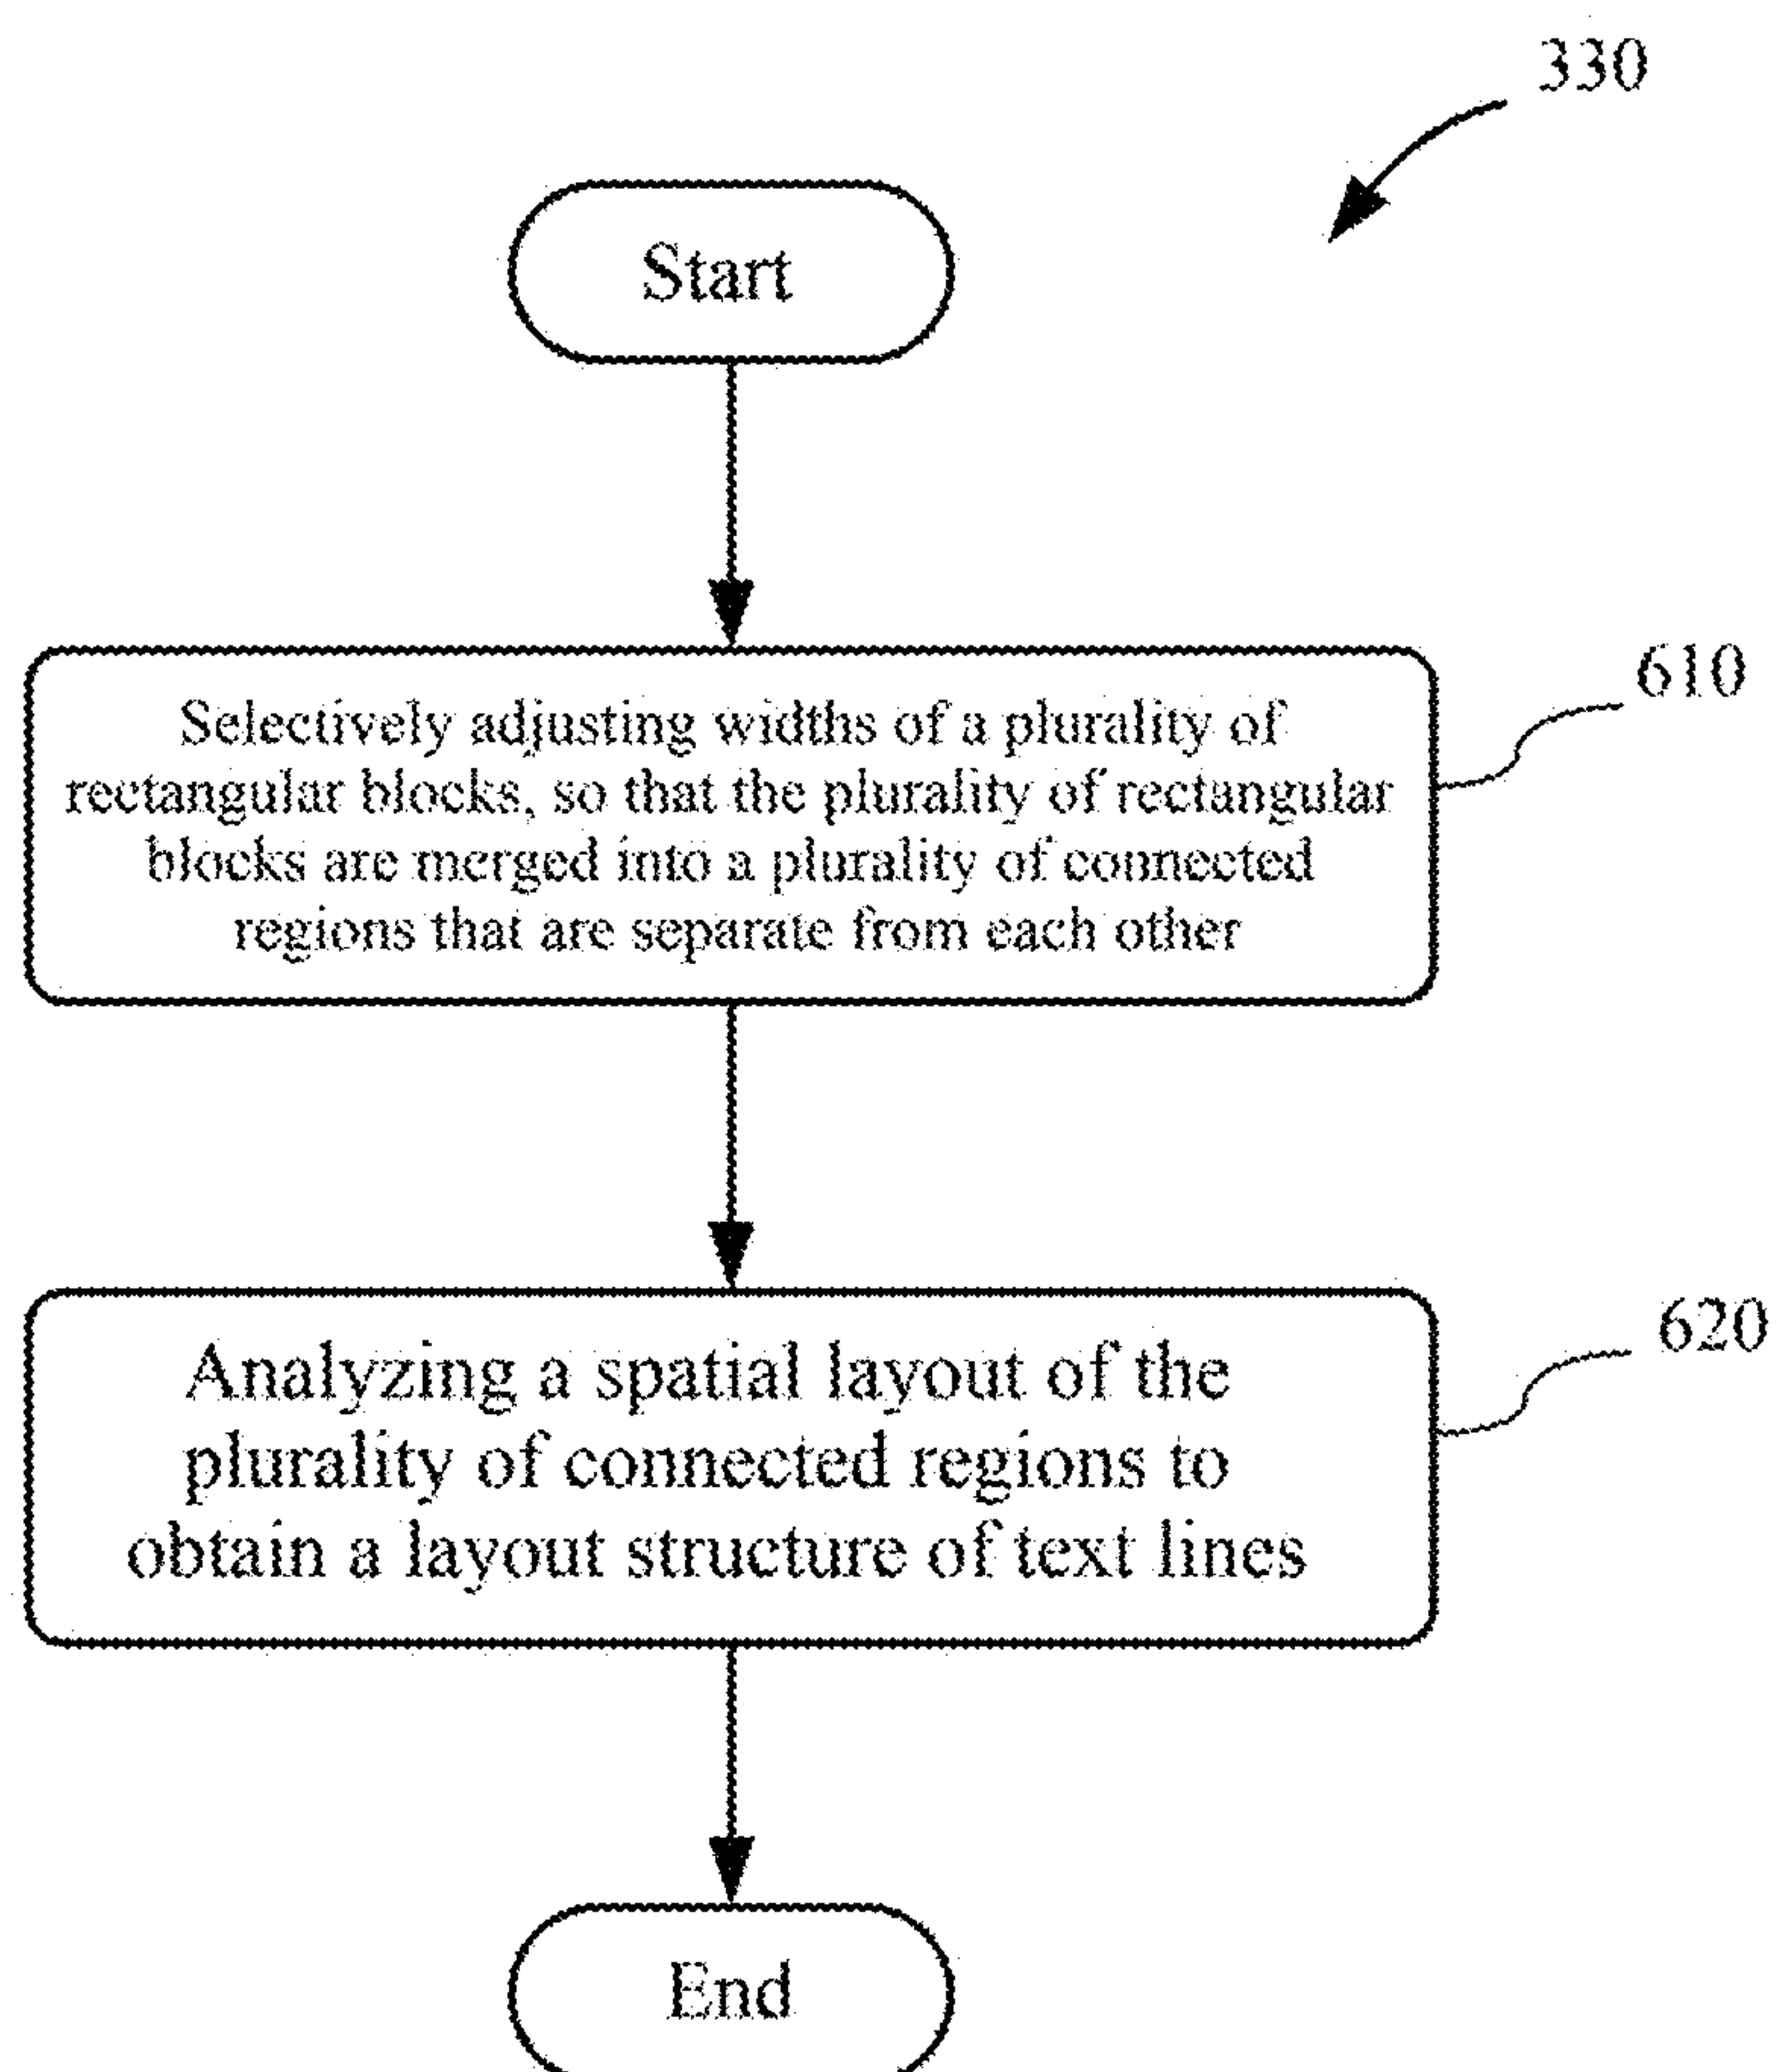 330
Start
610
Selectively adjusting widths of a plurality of
rectangular blocks, so that the plurality of rectangular
blocks are merged into a plurality of connected
regions that are separate from each other
620
Analyzing a spatial layout of the
plurality of connected regions to
obtain a layout structure of text lines
End